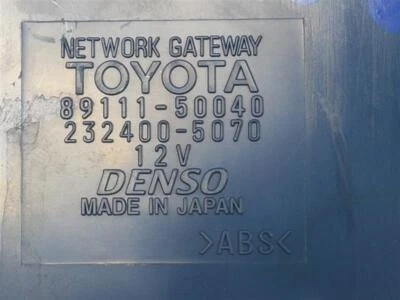 NETWORK GATEWAY
TOYOTA
89111-50040
232400-5070
12V
DENSO
MADE IN JAPAN
>ABS<